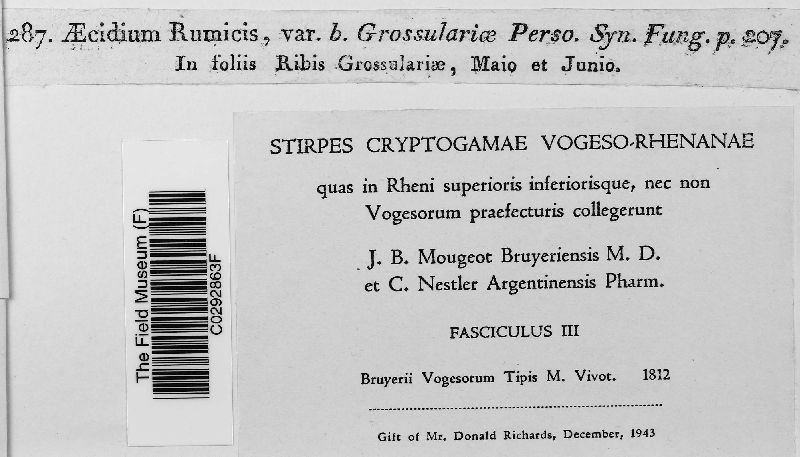 287. Æcidium Rumicis, var. b. Grossulariæ Perso. Syn. Fung. p. 207.
In foliis Ribis Grossulariæ, Maio et Junio.
STIRPES CRYPTOGAMAE VOGESO-RHENANAE
quas in Rheni superioris inferiorisque, nec non
Vogesorum praefecturis collegerunt
J. B. Mougeot Bruyeriensis M. D.
et C. Nestler Argentinensis Pharm.
FASCICULUS III
Bruyerii Vogesorum Tipis M. Vivot. 1812
Gift of Mr. Donald Richards, December, 1943
The Field Museum (F)
C0292863F